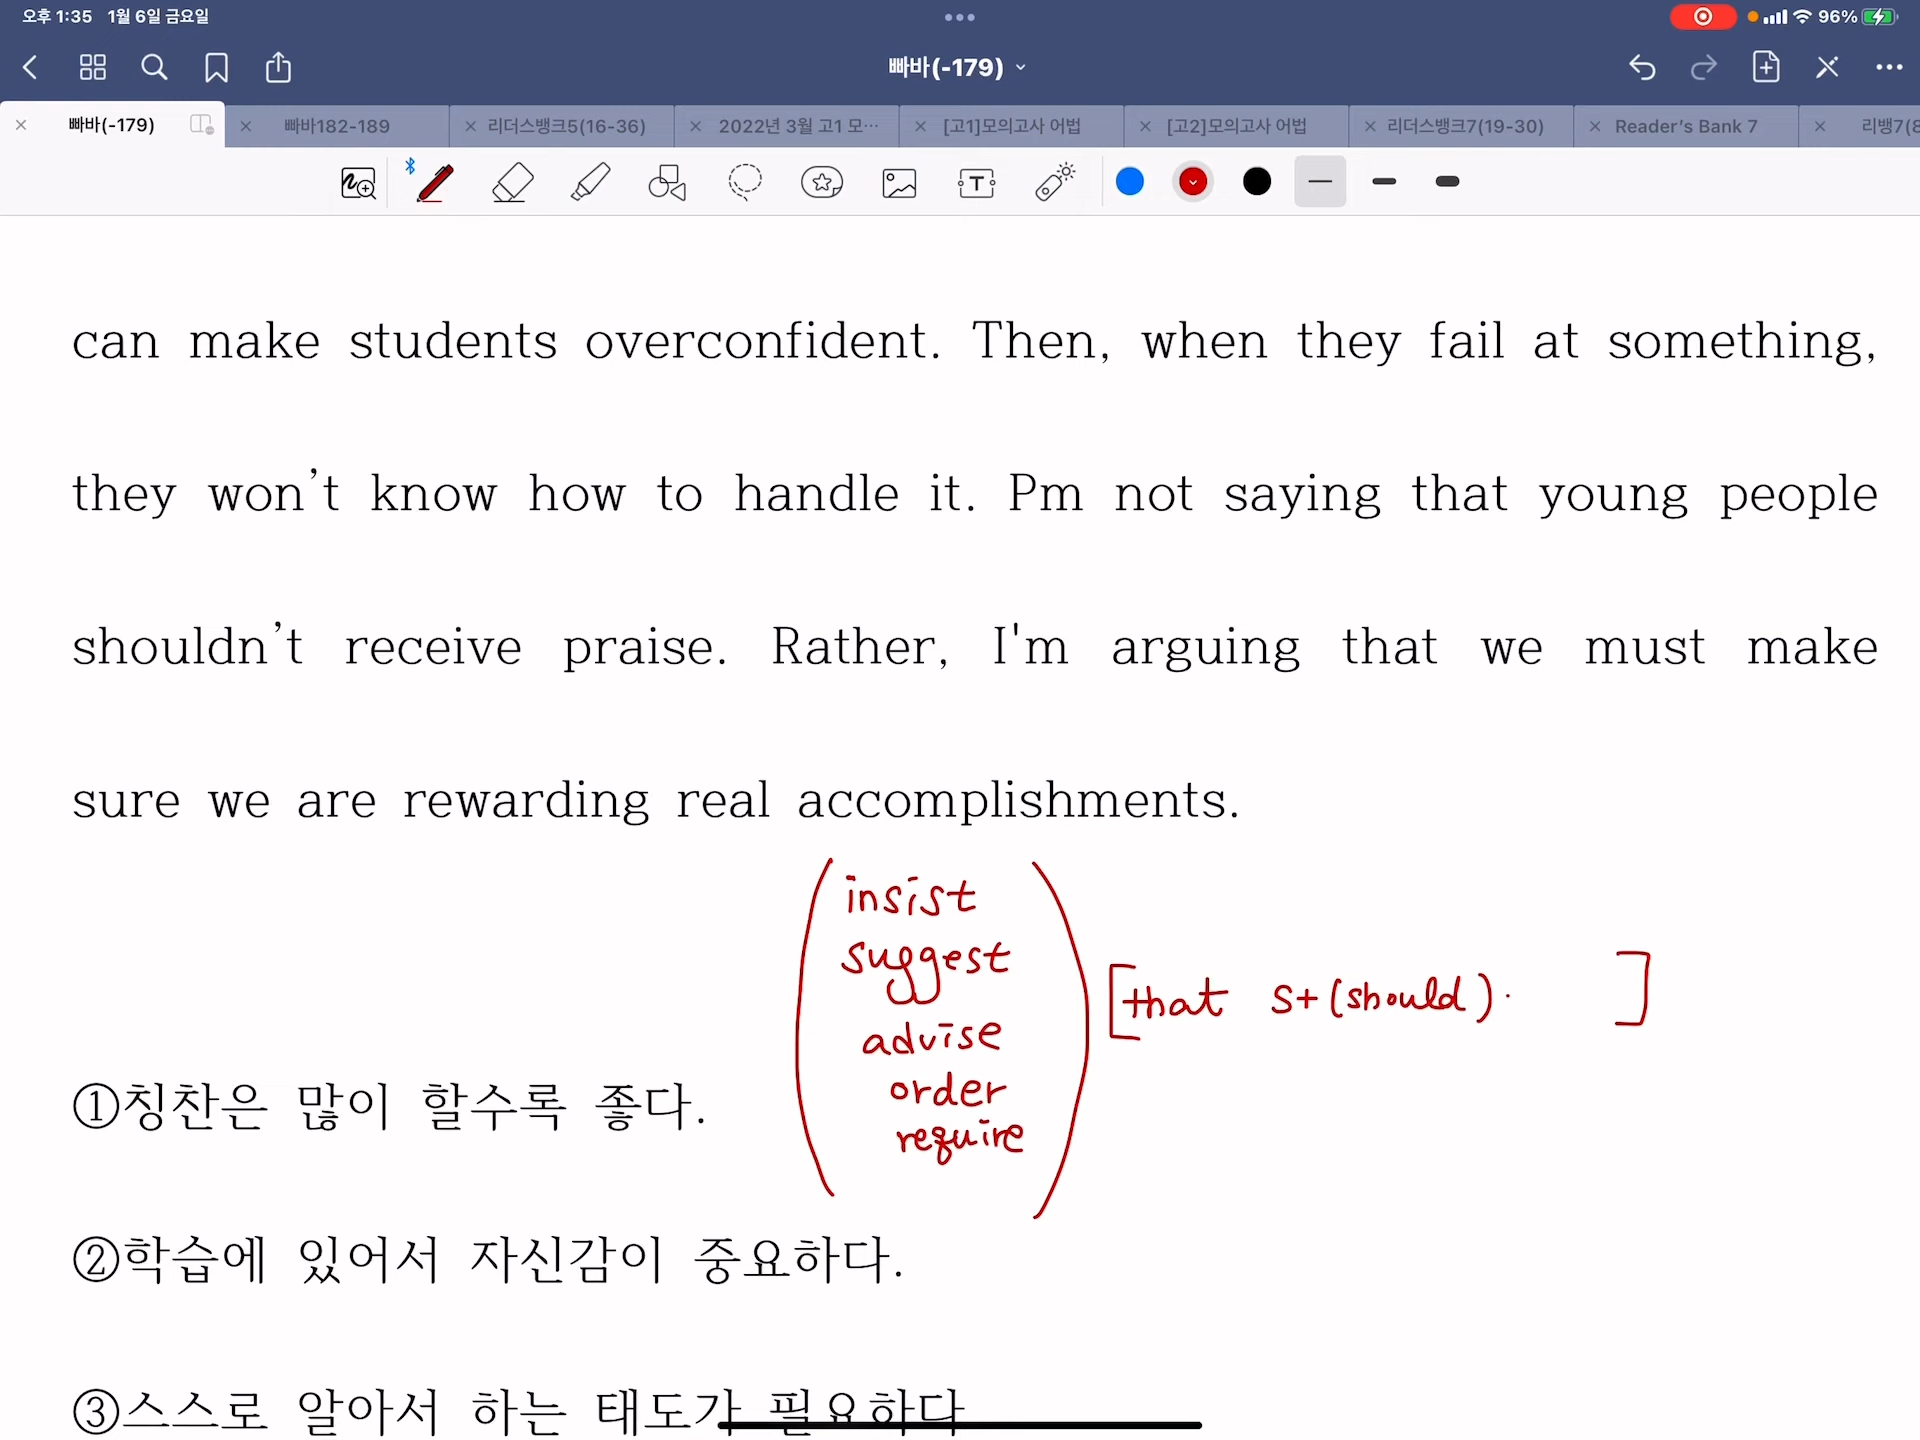 오후 1:35 1월 6일 금요일
96%
빠바(-179)
빠바(-179)
빠바182-189
리더스뱅크5(16-36)
2022년 3월 고1 모…
[고1]모의고사 어법
[고2]모의고사 어법
리더스뱅크7(19-30)
Reader's Bank 7
리뱅7(8
can make students overconfident. Then, when they fail at something,
they won't know how to handle it. Pm not saying that young people
shouldn't receive praise. Rather, I'm arguing that we must make
sure we are rewarding real accomplishments.
insist
suggest
advise
order
require
[that S+(should). ]
①칭찬은 많이 할수록 좋다.
②학습에 있어서 자신감이 중요하다.
③스스로 알아서 하는 태도가 필요하다